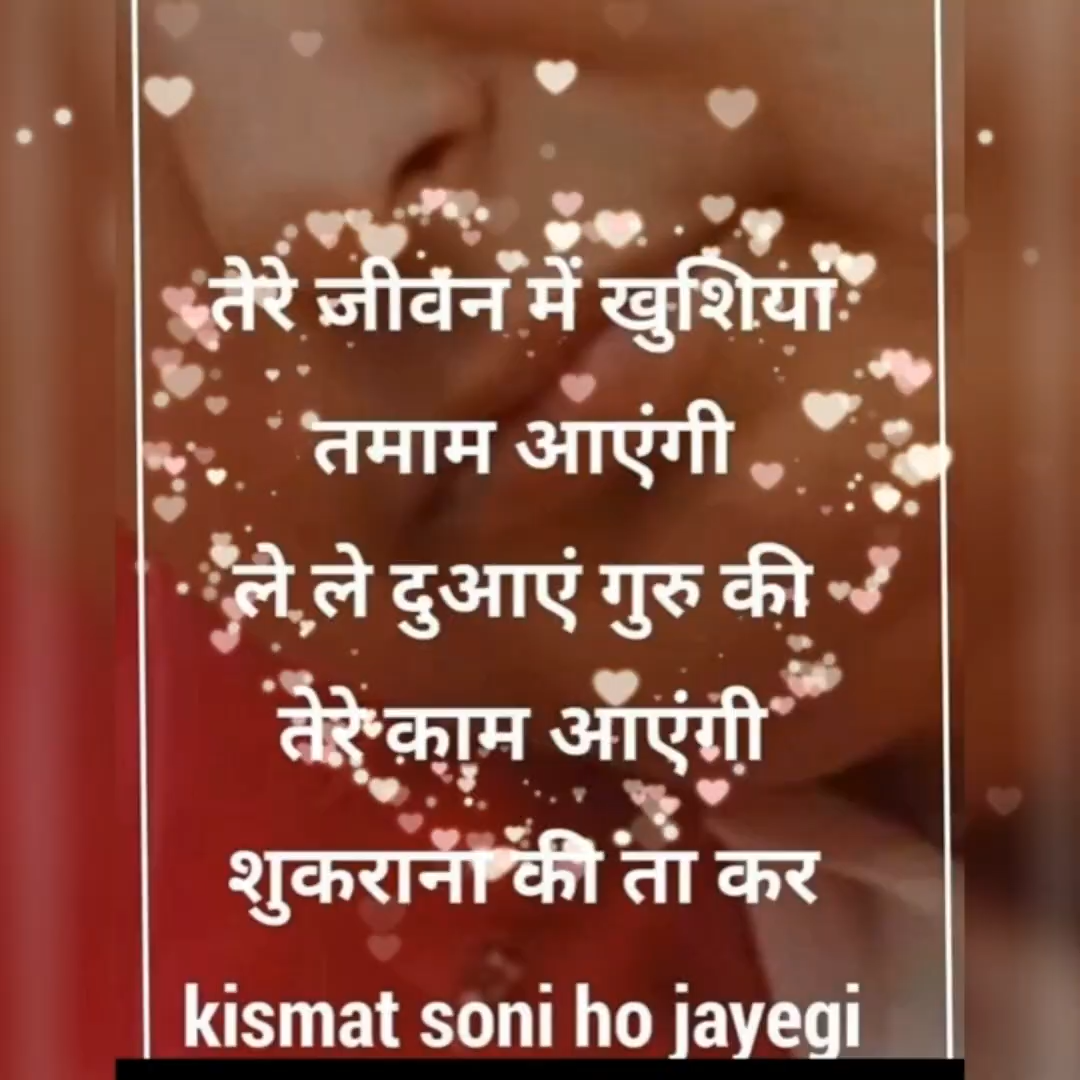 तेरे जीवन में खुशियां
तमाम आएंगी
ले ले दुआएं गुरु की
तेरे काम आएंगी
शुकराना की ता कर
kismat soni ho jayegi